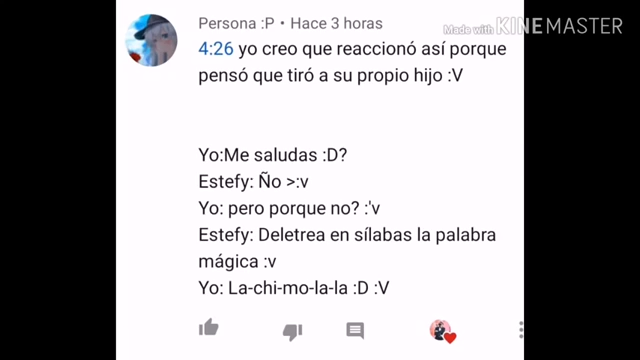 Persona :P • Hace 3 horas
Made with KINEMASTER
4:26 yo creo que reaccionó así porque
pensó que tiró a su propio hijo :V
Yo:Me saludas :D?
Estefy: Ño >:v
Yo: pero porque no? :'v
Estefy: Deletrea en sílabas la palabra
mágica :v
Yo: La-chi-mo-la-la :D :V